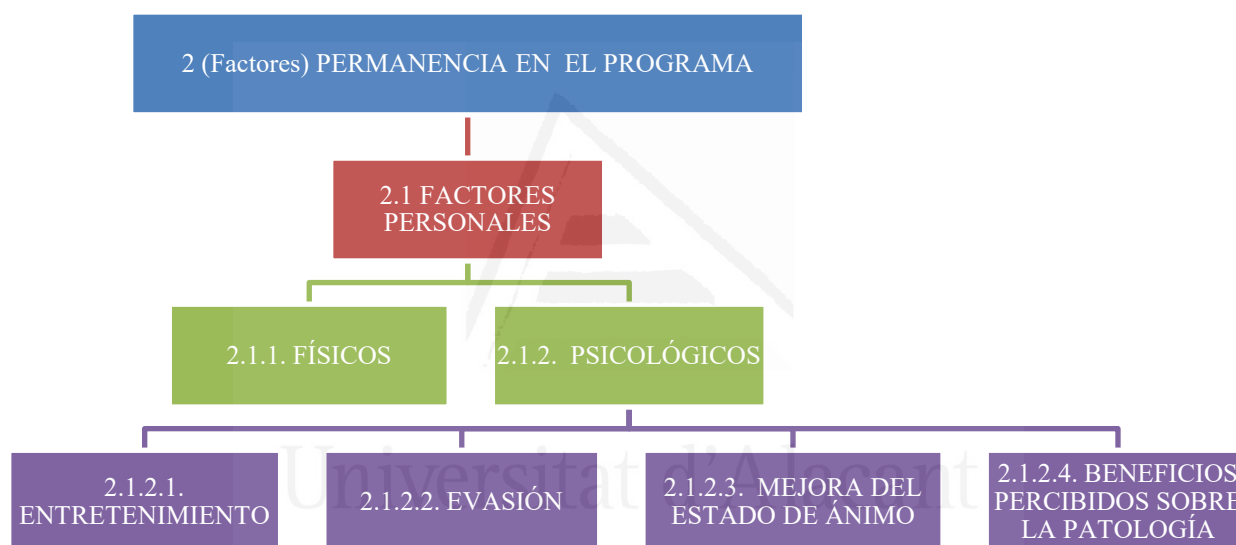 2 (Factores) PERMANENCIA EN EL PROGRAMA
2.1 FACTORES
PERSONALES
2.1.1. FÍSICOS
2.1.2. PSICOLÓGICOS
2.1.2.1.
ENTRETENIMIENTO
2.1.2.2. EVASIÓN
2.1.2.3. MEJORA DEL
ESTADO DE ÁNIMO
2.1.2.4. BENEFICIOS
PERCIBIDOS SOBRE
LA PATOLOGÍA
Universitat d'Alacant